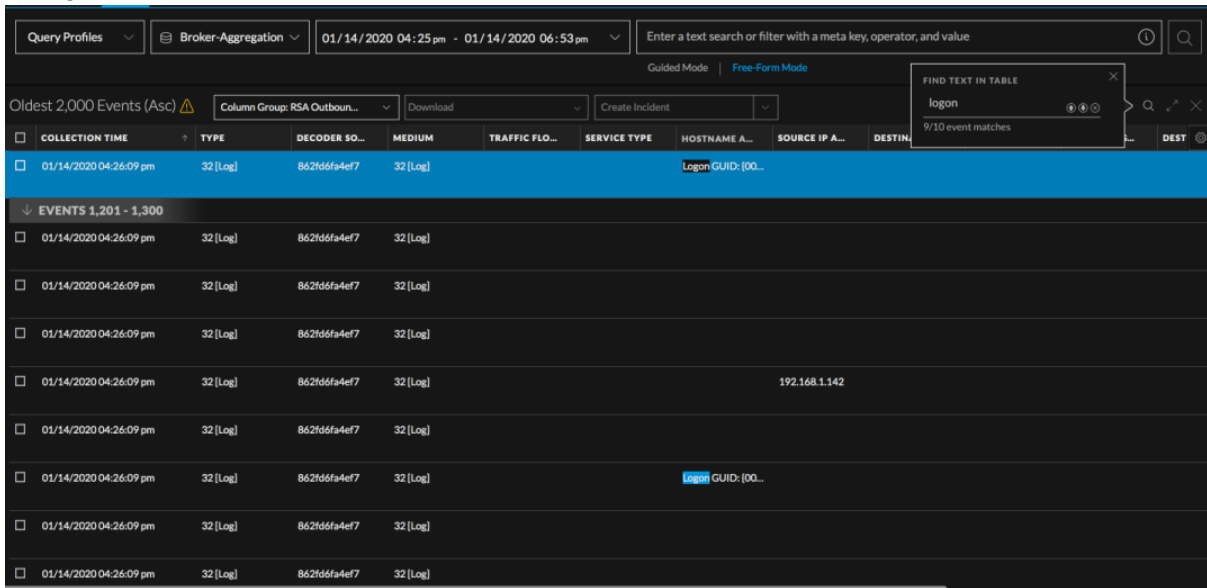 Query Profiles Broker-Aggregation 01/14/2020 04:25 pm - 01/14/2020 06:53 pm Enter a text search or filter with a meta key, operator, and value
Guided Mode | Free-Form Mode
FIND TEXT IN TABLE
logon
9/10 event matches
Oldest 2,000 Events (Asc) Column Group: RSA Outboun... Download Create Incident
COLLECTION TIME TYPE DECODER SO... MEDIUM TRAFFIC FLO... SERVICE TYPE HOSTNAME A... SOURCE IP A... DESTINA DEST
01/14/2020 04:26:09 pm 32 [Log] 862fd6fa4ef7 32 [Log] Logon GUID: {00...
EVENTS 1,201 - 1,300
01/14/2020 04:26:09 pm 32 [Log] 862fd6fa4ef7 32 [Log]
01/14/2020 04:26:09 pm 32 [Log] 862fd6fa4ef7 32 [Log]
01/14/2020 04:26:09 pm 32 [Log] 862fd6fa4ef7 32 [Log]
01/14/2020 04:26:09 pm 32 [Log] 862fd6fa4ef7 32 [Log] 192.168.1.142
01/14/2020 04:26:09 pm 32 [Log] 862fd6fa4ef7 32 [Log]
01/14/2020 04:26:09 pm 32 [Log] 862fd6fa4ef7 32 [Log] Logon GUID: {00...
01/14/2020 04:26:09 pm 32 [Log] 862fd6fa4ef7 32 [Log]
01/14/2020 04:26:09 pm 32 [Log] 862fd6fa4ef7 32 [Log]